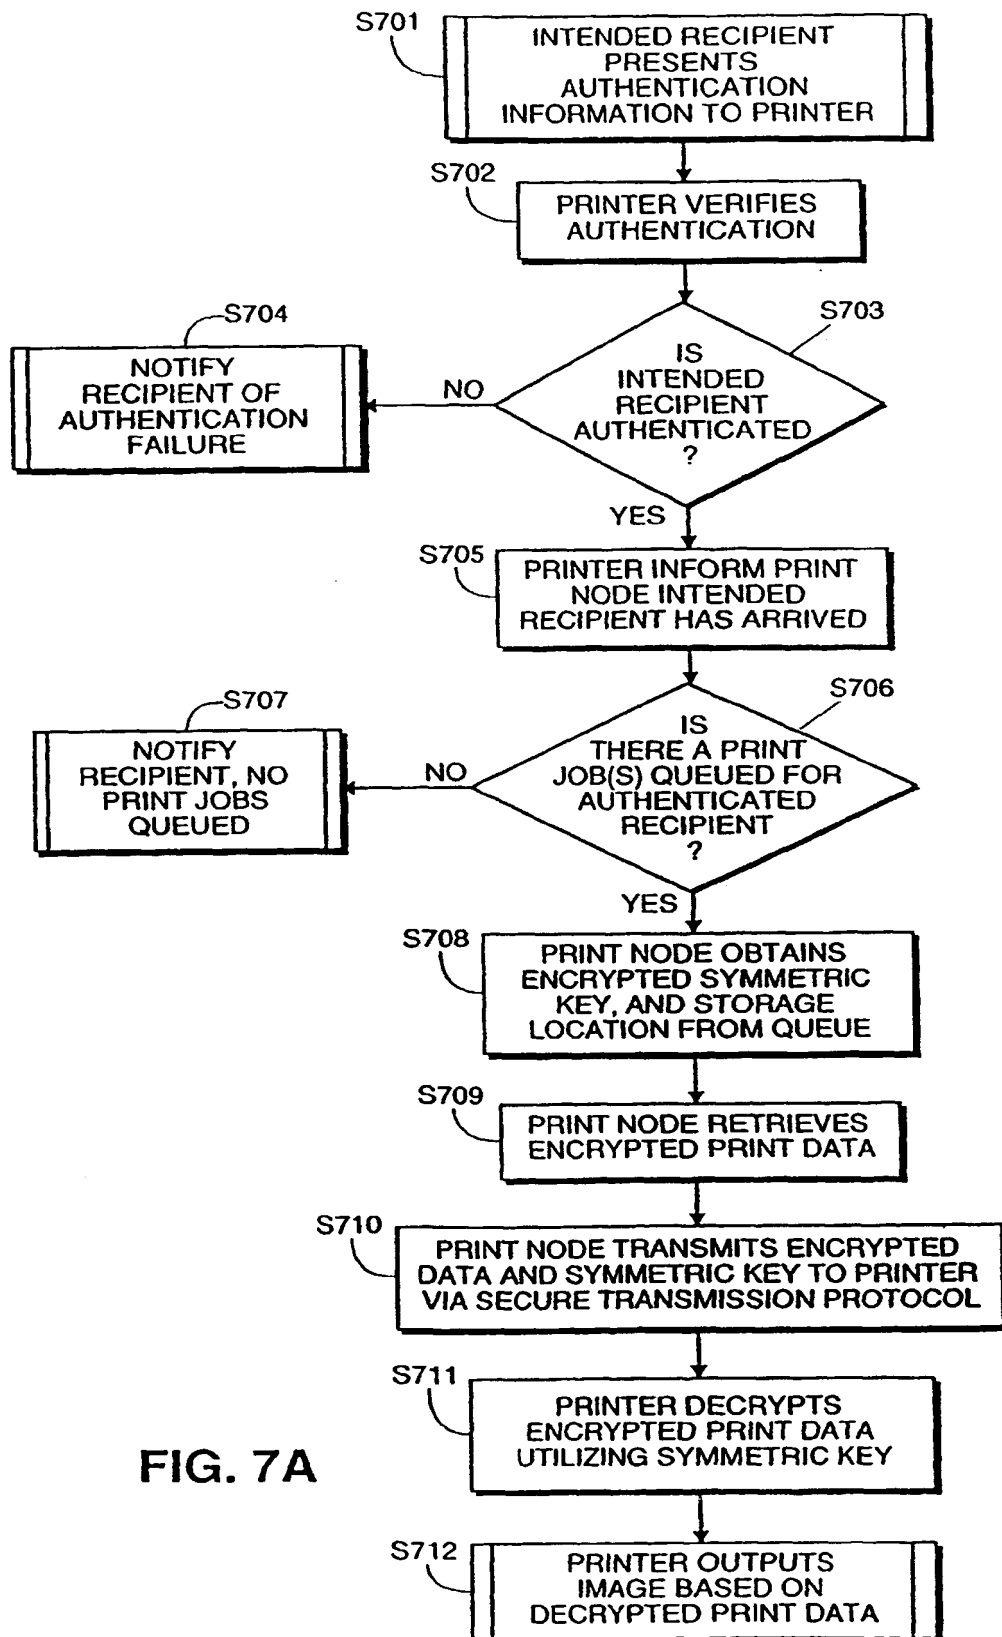 S701
INTENDED RECIPIENT
PRESENTS
AUTHENTICATION
INFORMATION TO PRINTER
S702
PRINTER VERIFIES
AUTHENTICATION
S703
IS
INTENDED
RECIPIENT
AUTHENTICATED
?
NO
S704
NOTIFY
RECIPIENT OF
AUTHENTICATION
FAILURE
YES
S705
PRINTER INFORM PRINT
NODE INTENDED
RECIPIENT HAS ARRIVED
S706
IS
THERE A PRINT
JOB(S) QUEUED FOR
AUTHENTICATED
RECIPIENT
?
NO
S707
NOTIFY
RECIPIENT, NO
PRINT JOBS
QUEUED
YES
S708
PRINT NODE OBTAINS
ENCRYPTED SYMMETRIC
KEY, AND STORAGE
LOCATION FROM QUEUE
S709
PRINT NODE RETRIEVES
ENCRYPTED PRINT DATA
S710
PRINT NODE TRANSMITS ENCRYPTED
DATA AND SYMMETRIC KEY TO PRINTER
VIA SECURE TRANSMISSION PROTOCOL
S711
PRINTER DECRYPTS
ENCRYPTED PRINT DATA
UTILIZING SYMMETRIC KEY
FIG. 7A
S712
PRINTER OUTPUTS
IMAGE BASED ON
DECRYPTED PRINT DATA